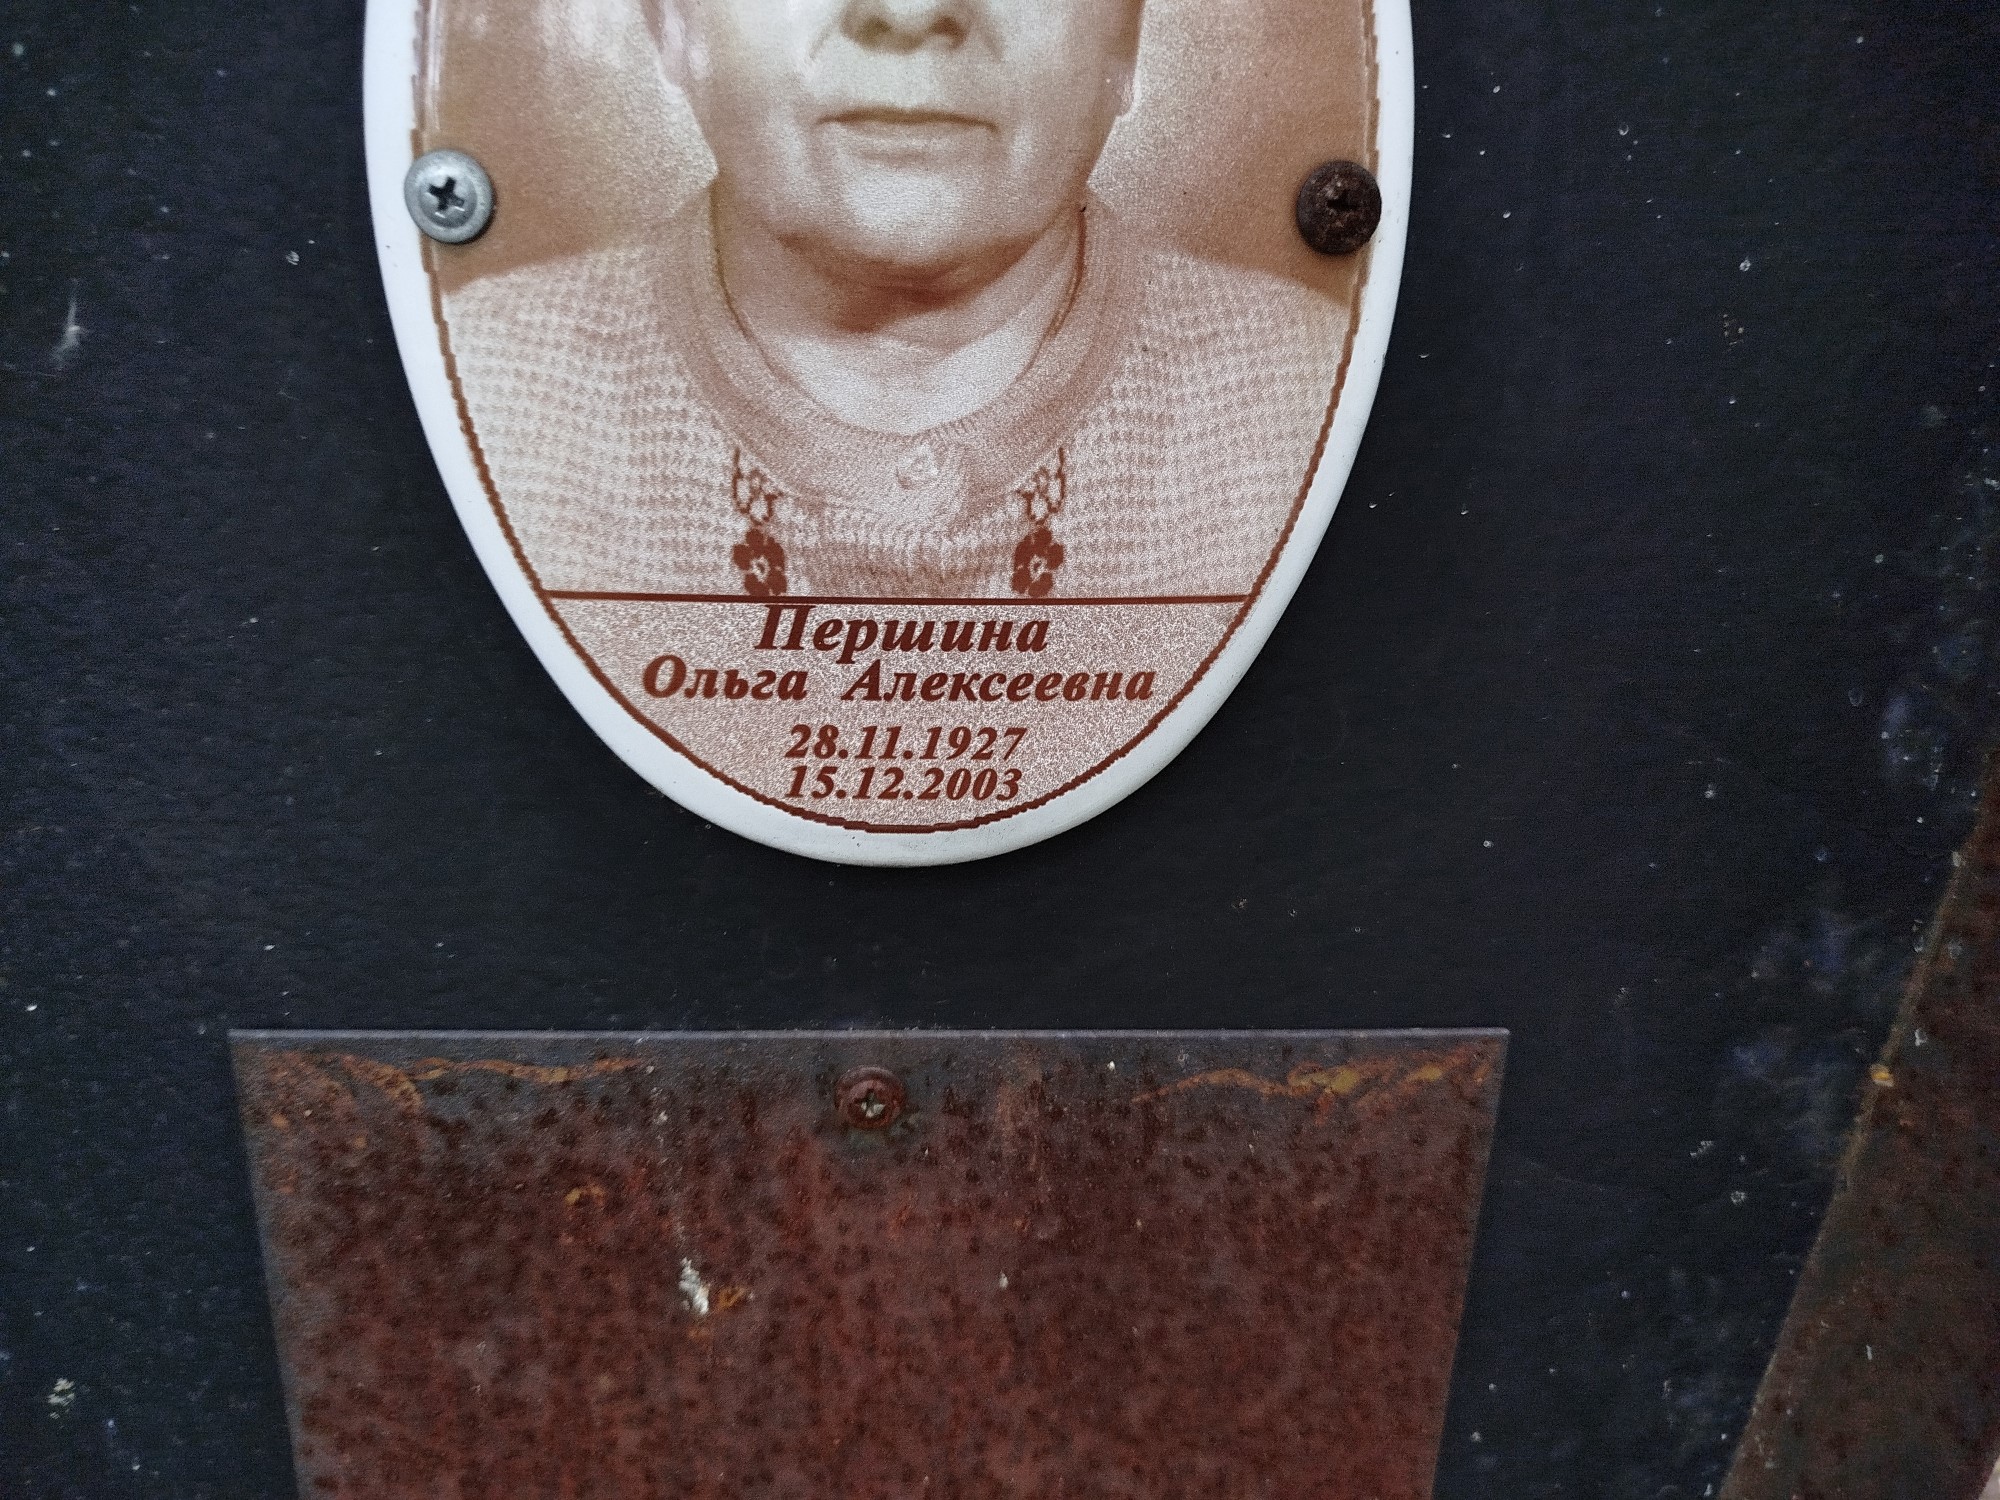 Першина
Ольга Алексеевна
28.11.1927
15.12.2003